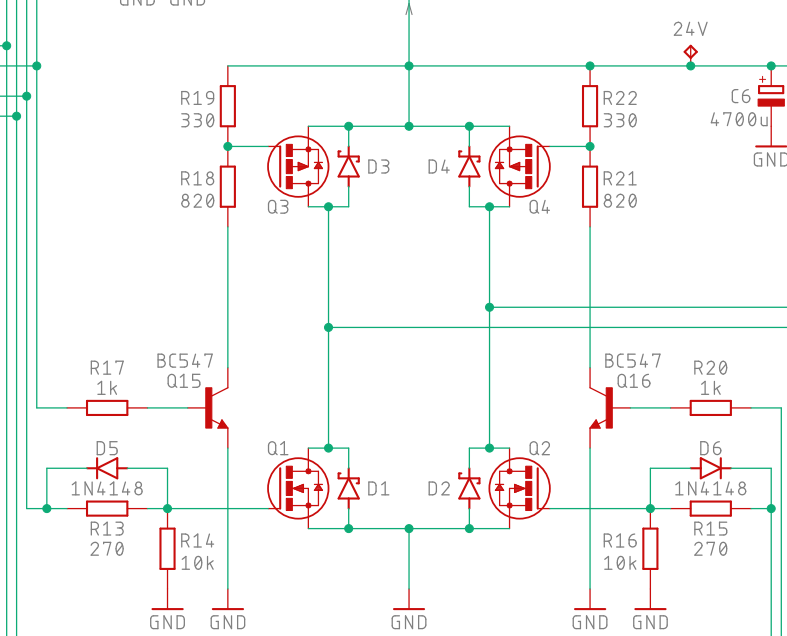 GND GND
24V
R19
330
R22
330
+
C6
4700u
GND
D3
D4
R18
820
Q3
Q4
R21
820
R17
1k
BC547
Q15
BC547
Q16
R20
1k
D5
1N4148
R13
270
Q1
D1
D2
Q2
D6
1N4148
R15
270
R14
10k
R16
10k
GND
GND
GND
GND
GND